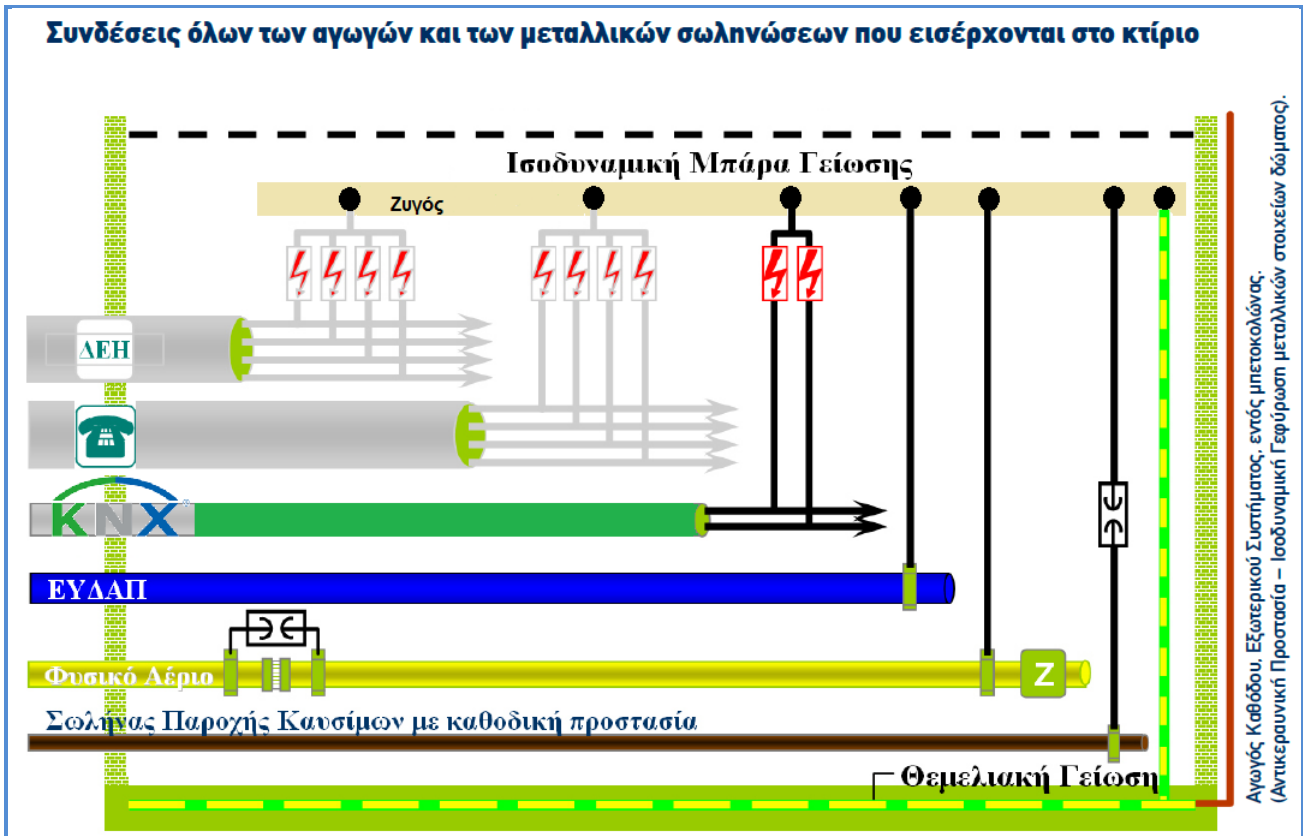 Συνδέσεις όλων των αγωγών και των μεταλλικών σωληνώσεων που εισέρχονται στο κτίριο
Ισοδυναμική Μπάρα Γείωσης
Ζυγός
ΔΕΗ
KNX
ΕΥΔΑΠ
Φυσικό Αέριο
Z
Σωλήνας Παροχής Καυσίμων με καθοδική προστασία
Θεμελιακή Γείωση
Αγωγός Καθόδου, Εξωτερικού Συστήματος, εντός μπετοκολώνας
(Αντικεραυνική Προστασία – Ισοδυναμική Γεφύρωση μεταλλικών στοιχείων δώματος).